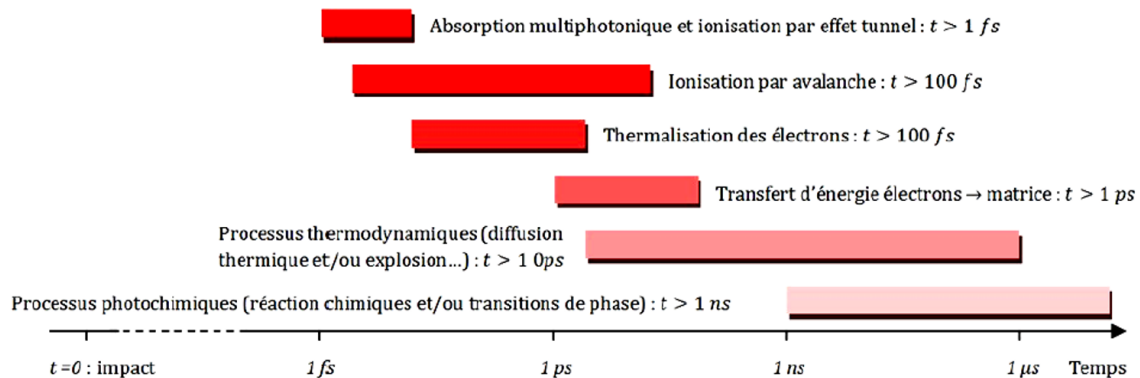 Absorption multiphotonique et ionisation par effet tunnel : t > 1 fs
Ionisation par avalanche : t > 100 fs
Thermalisation des électrons : t > 100 fs
Transfert d'énergie électrons → matrice : t > 1 ps
Processus thermodynamiques (diffusion
thermique et/ou explosion...) : t > 1 0ps
Processus photochimiques (réaction chimiques et/ou transitions de phase) : t > 1 ns
t =0 : impact 1 fs 1 ps 1 ns 1 µs Temps